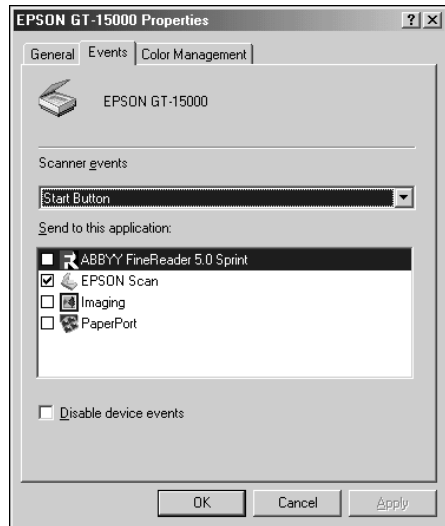 EPSON GT-15000 Properties
General Events Color Management
EPSON GT-15000
Scanner events
Start Button
Send to this application:
ABBYY FineReader 5.0 Sprint
EPSON Scan
Imaging
PaperPort
Disable device events
OK Cancel Apply